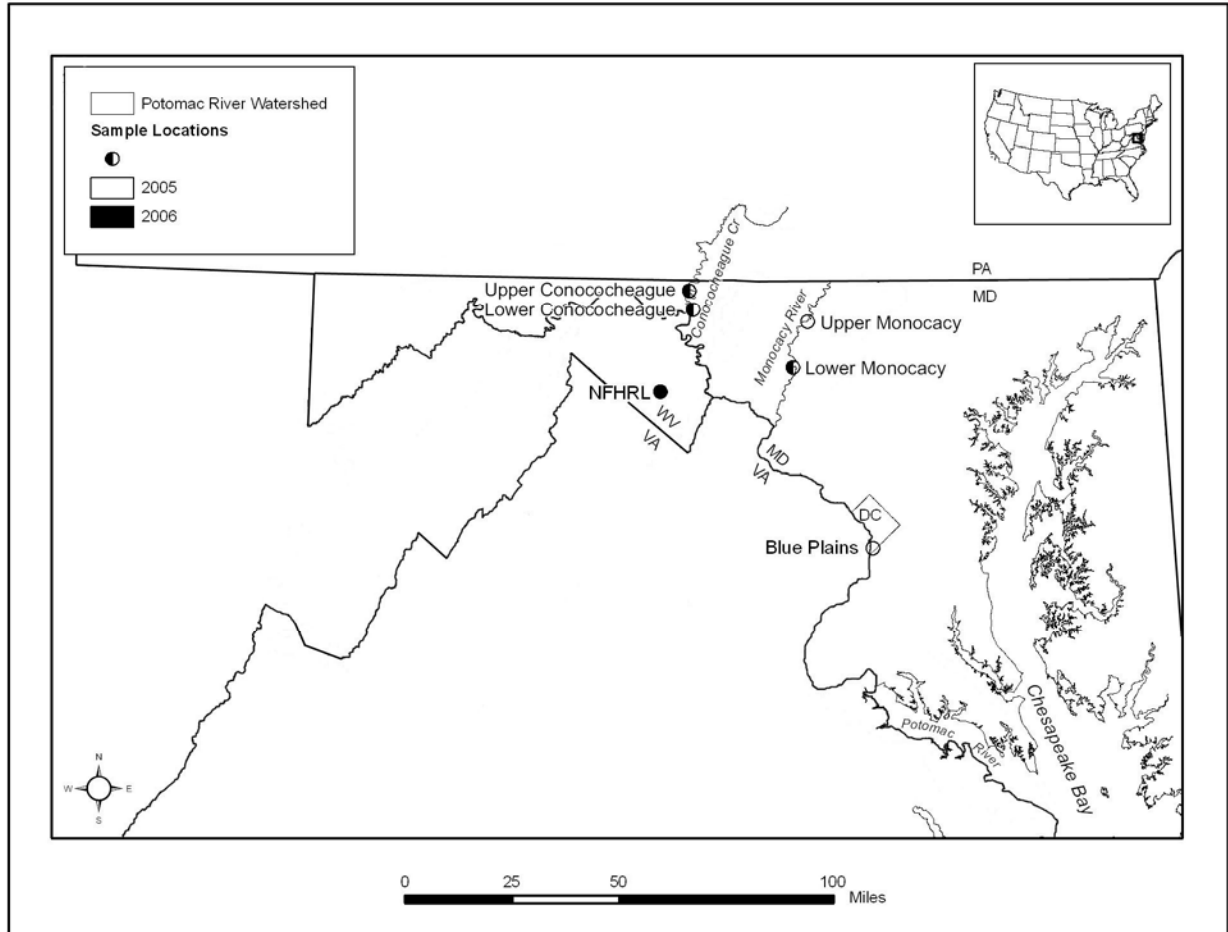 Potomac River Watershed
Sample Locations
2005
2006
Conococheague Cr
PA
MD
Upper Conococheague
Lower Conococheague
Monocacy River
Upper Monocacy
Lower Monocacy
NFHRL
WV
VA
MD
VA
DC
Blue Plains
Chesapeake Bay
Potomac River
N
W E
S
0 25 50 100
Miles